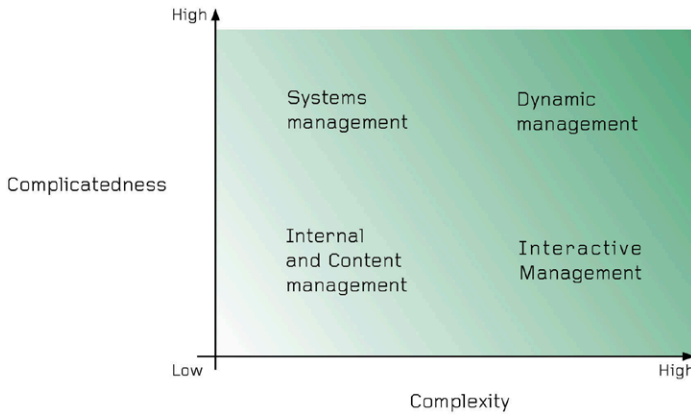 High
Systems
management
Dynamic
management
Complicatedness
Internal
and Content
management
Interactive
Management
Low
High
Complexity